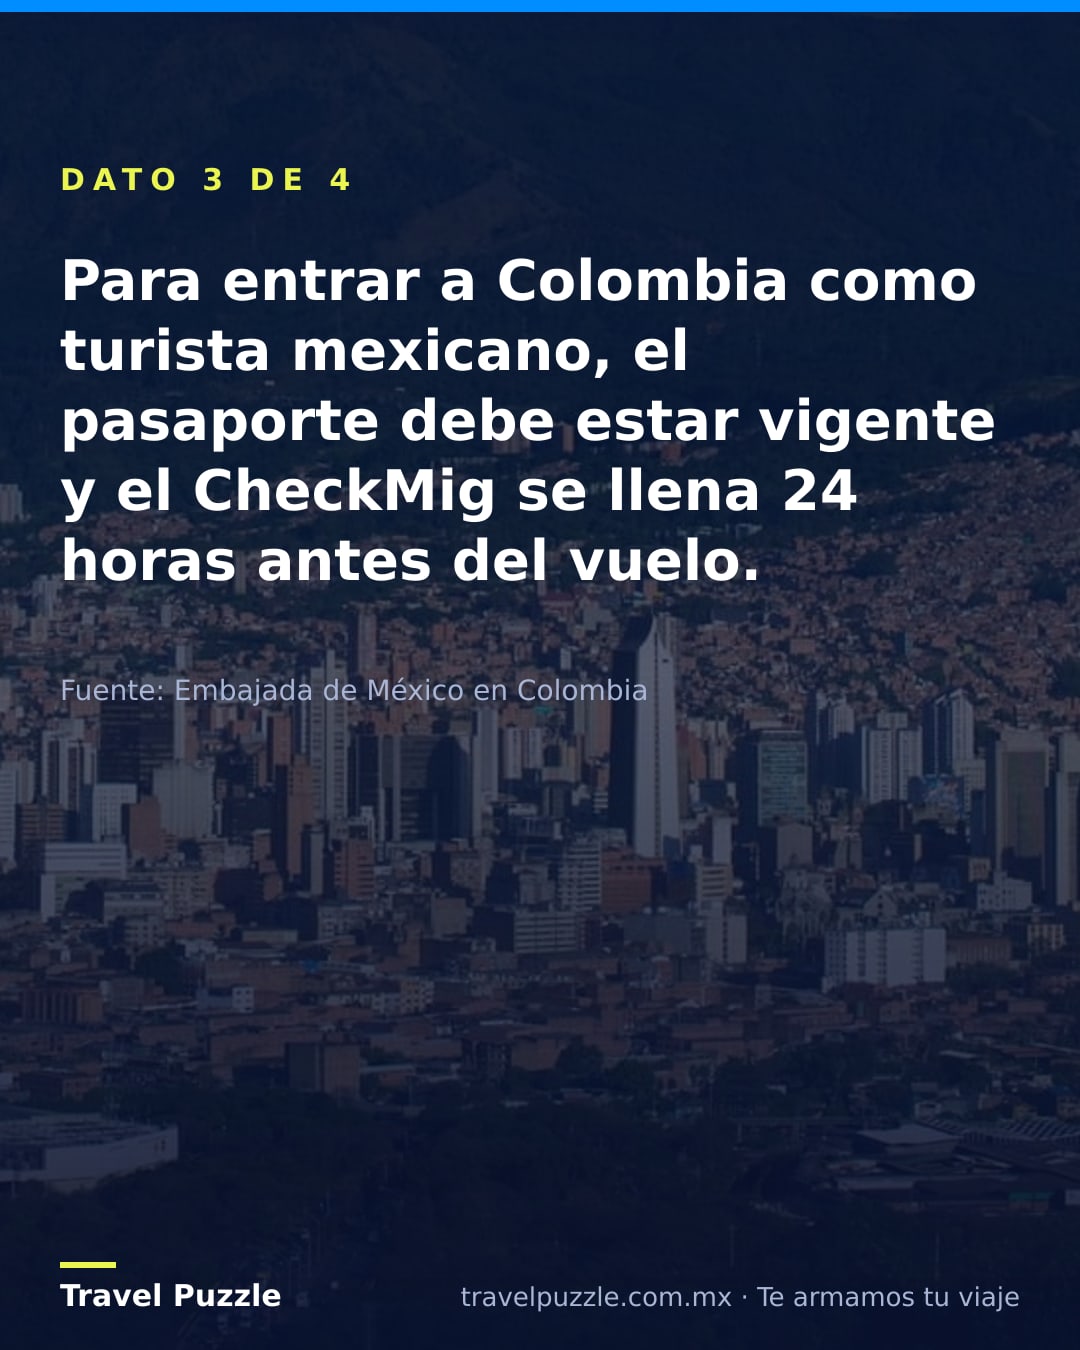 DATO 3 DE 4
Para entrar a Colombia como
turista mexicano, el
pasaporte debe estar vigente
y el CheckMig se llena 24
horas antes del vuelo.
Fuente: Embajada de México en Colombia
Travel Puzzle
travelpuzzle.com.mx · Te armamos tu viaje